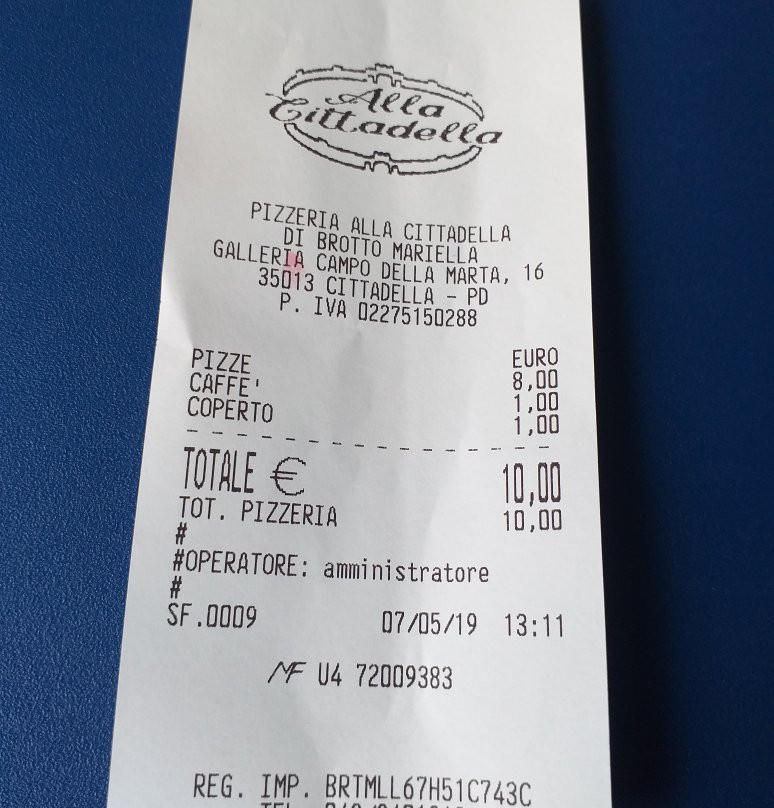 Alla
Cittadella
PIZZERIA ALLA CITTADELLA
DI BROTTO MARIELLA
GALLERIA CAMPO DELLA MARTA, 16
35013 CITTADELLA - PD
P. IVA 02275150288
EURO
PIZZE 8,00
CAFFE' 1,00
COPERTO 1,00
TOTALE € 10,00
TOT. PIZZERIA 10,00
#
#OPERATORE: amministratore
#
SF.0009 07/05/19 13:11
MF U4 72009383
REG. IMP. BRTMLL67H51C743C